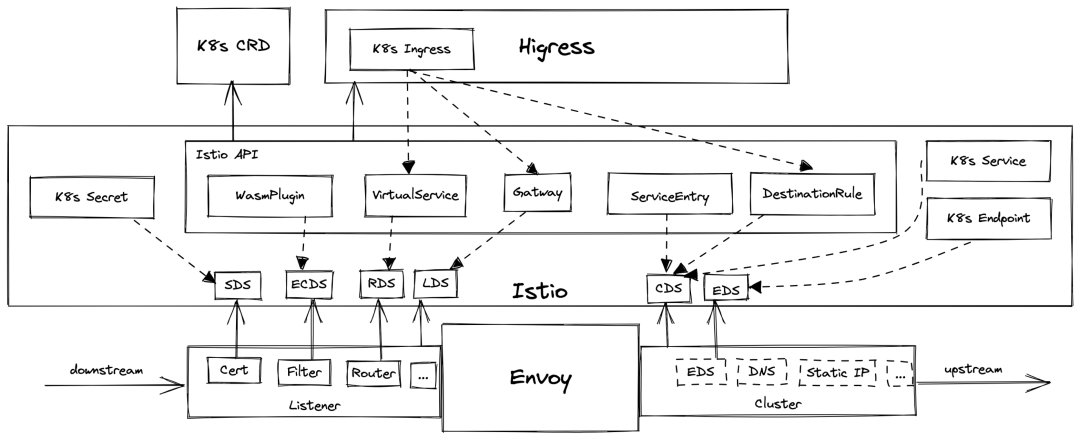 K8s CRD
K8s Ingress
Higress
Istio API
K8s Service
K8s Secret
WasmPlugin
VirtualService
Gatway
ServiceEntry
DestinationRule
K8s Endpoint
SDS
ECDS
RDS
LDS
Istio
CDS
EDS
downstream
Cert
Filter
Router
...
Listener
Envoy
EDS
DNS
Static IP
...
Cluster
upstream